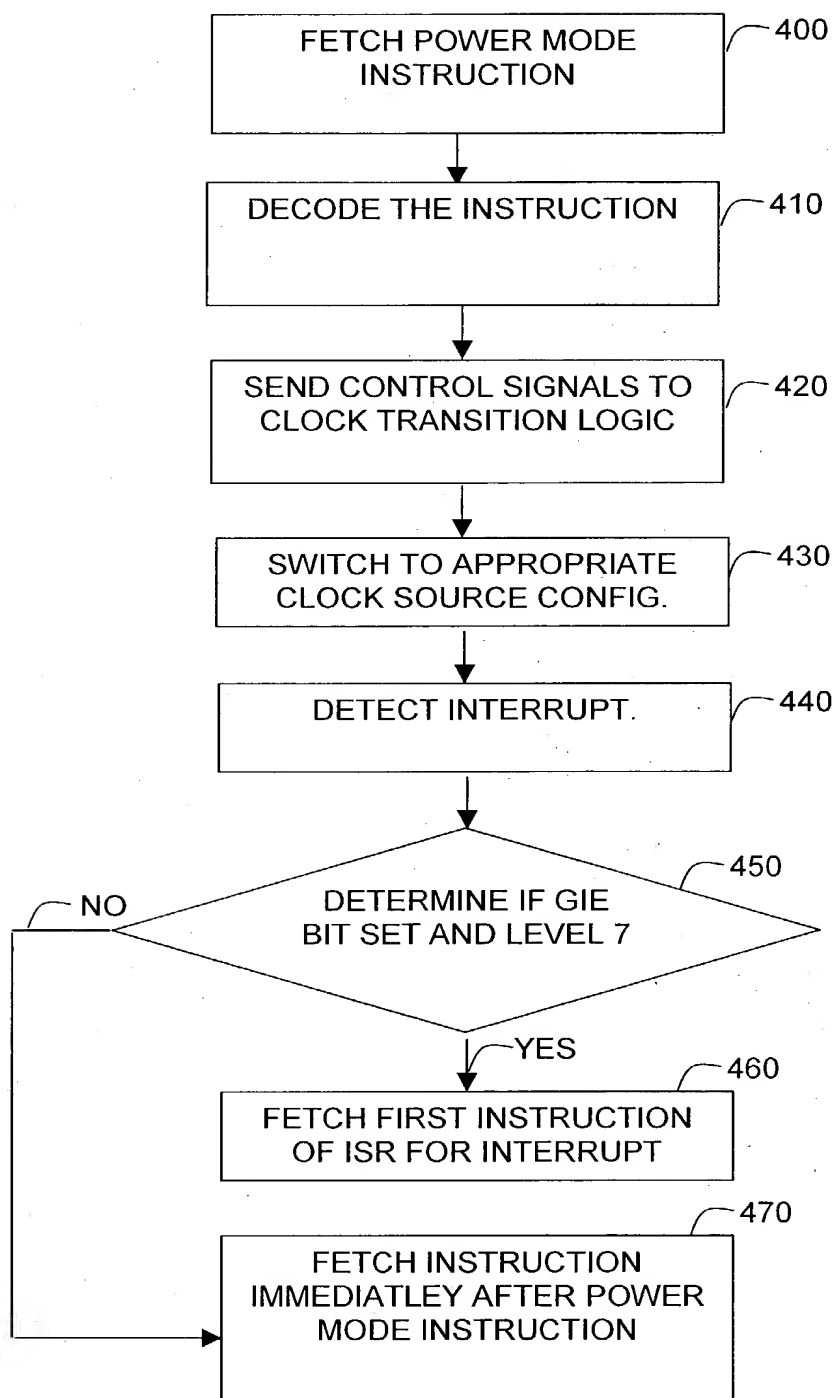 FETCH POWER MODE
INSTRUCTION
400
DECODE THE INSTRUCTION
410
SEND CONTROL SIGNALS TO
CLOCK TRANSITION LOGIC
420
SWITCH TO APPROPRIATE
CLOCK SOURCE CONFIG.
430
DETECT INTERRUPT.
440
DETERMINE IF GIE
BIT SET AND LEVEL 7
450
NO
YES
FETCH FIRST INSTRUCTION
OF ISR FOR INTERRUPT
460
FETCH INSTRUCTION
IMMEDIATLEY AFTER POWER
MODE INSTRUCTION
470